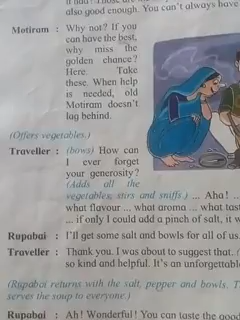 also good enough. You can't always have
Motiram : Why not? If you
can have the best,
why miss the
golden chance?
Here. Take
these. When help
is needed, old
Motiram doesn't
lag behind.
(Offers vegetables.)
Traveller : (bows) How can
I ever forget
your generosity?
(Adds all the
vegetables, stirs and sniffs.) ... Aha! ..
what flavour ... what aroma ... what tast
... if only I could add a pinch of salt, it w
Rupabai : I'll get some salt and bowls for all of us.
Traveller : Thank you. I was about to suggest that.
so kind and helpful. It's an unforgettabl
(Rupabai returns with the salt, pepper and bowls. T
serves the soup to everyone.)
Rupabai : Ah! Wonderful! You can taste the good